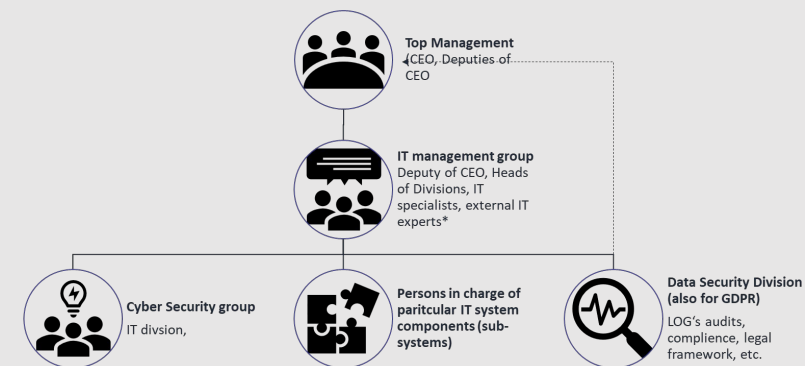 Top Management
(CEO, Deputies of
CEO
IT management group
Deputy of CEO, Heads
of Divisions, IT
specialists, external IT
experts*
Cyber Security group
IT divsion,
Persons in charge of
paritcular IT system
components (sub-
systems)
Data Security Division
(also for GDPR)
LOG‘s audits,
complience, legal
framework, etc.